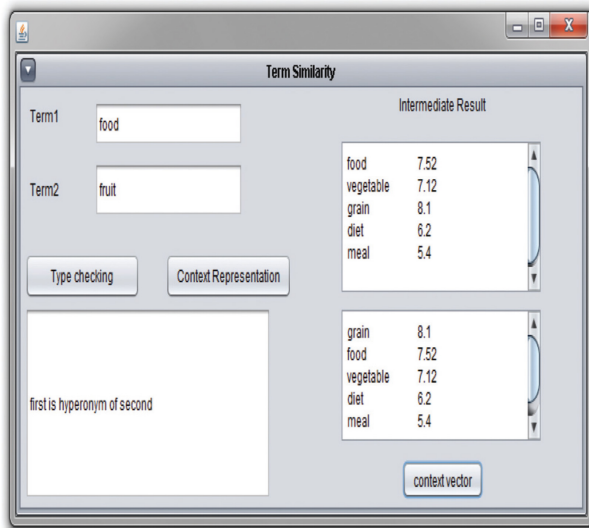 Term Similarity
Term1
food
Term2
fruit
Type checking
Context Representation
first is hyperonym of second
Intermediate Result
food 7.52
vegetable 7.12
grain 8.1
diet 6.2
meal 5.4
grain 8.1
food 7.52
vegetable 7.12
diet 6.2
meal 5.4
context vector